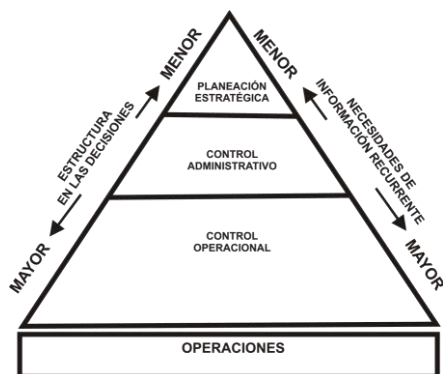 MENOR
MENOR
PLANEACIÓN
ESTRATÉGICA
ESTRUCTURA
EN LAS DECISIONES
NECESIDADES DE
INFORMACIÓN RECURRENTE
CONTROL
ADMINISTRATIVO
CONTROL
OPERACIONAL
MAYOR
MAYOR
OPERACIONES